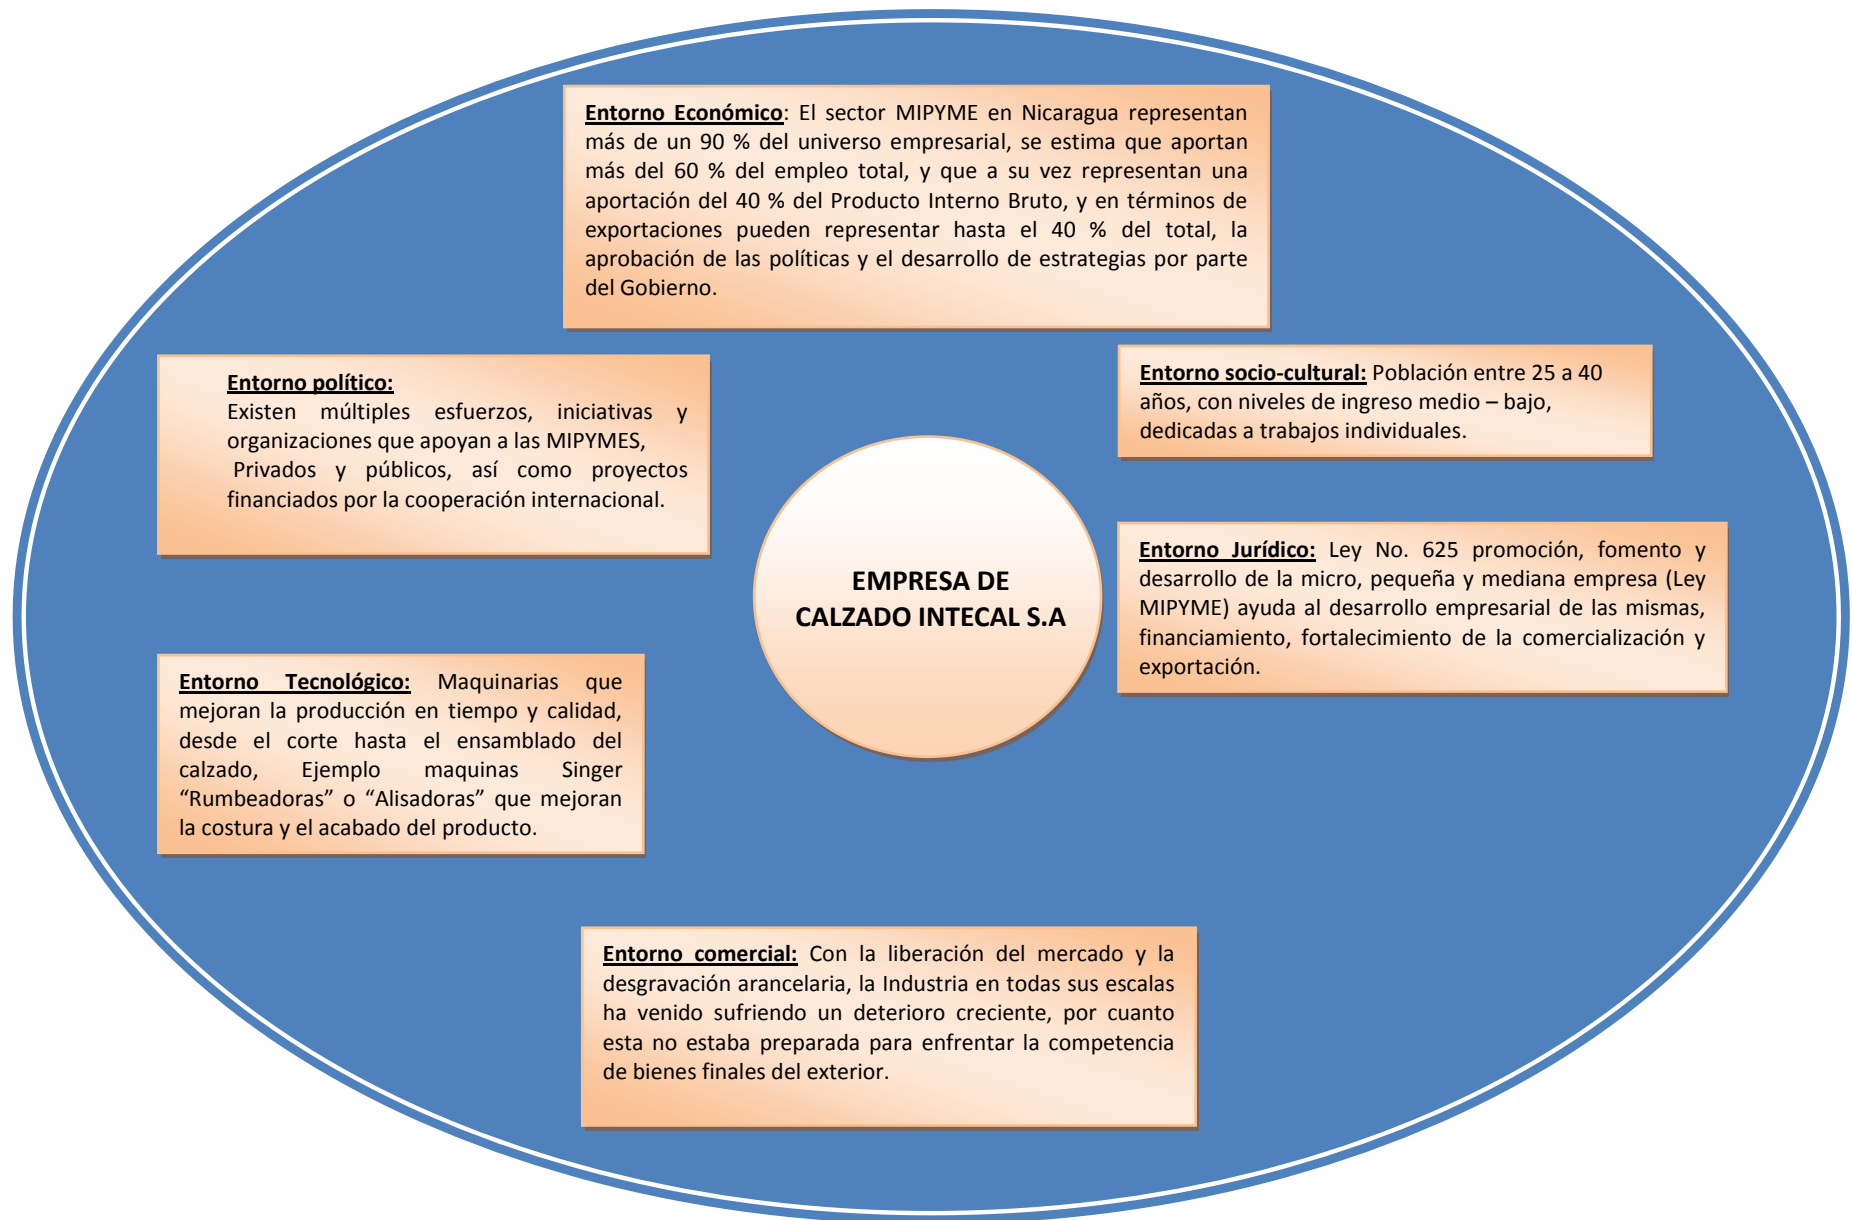 Entorno Económico: El sector MIPYME en Nicaragua representan
más de un 90 % del universo empresarial, se estima que aportan
más del 60 % del empleo total, y que a su vez representan una
aportación del 40 % del Producto Interno Bruto, y en términos de
exportaciones pueden representar hasta el 40 % del total, la
aprobación de las políticas y el desarrollo de estrategias por parte
del Gobierno.
Entorno político:
Existen múltiples esfuerzos, iniciativas y
organizaciones que apoyan a las MIPYMES,
Privados y públicos, así como proyectos
financiados por la cooperación internacional.
Entorno socio-cultural: Población entre 25 a 40
años, con niveles de ingreso medio – bajo,
dedicadas a trabajos individuales.
EMPRESA DE
CALZADO INTECAL S.A
Entorno Jurídico: Ley No. 625 promoción, fomento y
desarrollo de la micro, pequeña y mediana empresa (Ley
MIPYME) ayuda al desarrollo empresarial de las mismas,
financiamiento, fortalecimiento de la comercialización y
exportación.
Entorno Tecnológico: Maquinarias que
mejoran la producción en tiempo y calidad,
desde el corte hasta el ensamblado del
calzado, Ejemplo maquinas Singer
“Rumbeadoras” o “Alisadoras” que mejoran
la costura y el acabado del producto.
Entorno comercial: Con la liberación del mercado y la
desgravación arancelaria, la Industria en todas sus escalas
ha venido sufriendo un deterioro creciente, por cuanto
esta no estaba preparada para enfrentar la competencia
de bienes finales del exterior.